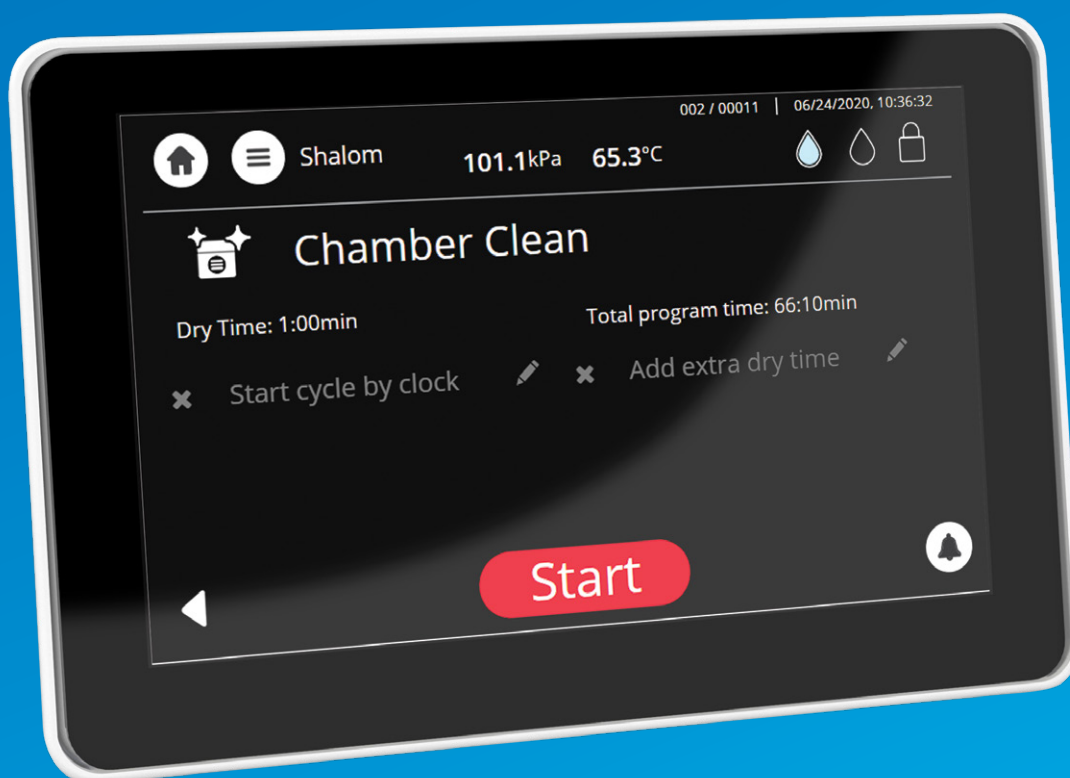 002 / 00011 | 06/24/2020, 10:36:32
Shalom 101.1kPa 65.3°C
Chamber Clean
Dry Time: 1:00min Total program time: 66:10min
Start cycle by clock Add extra dry time
Start